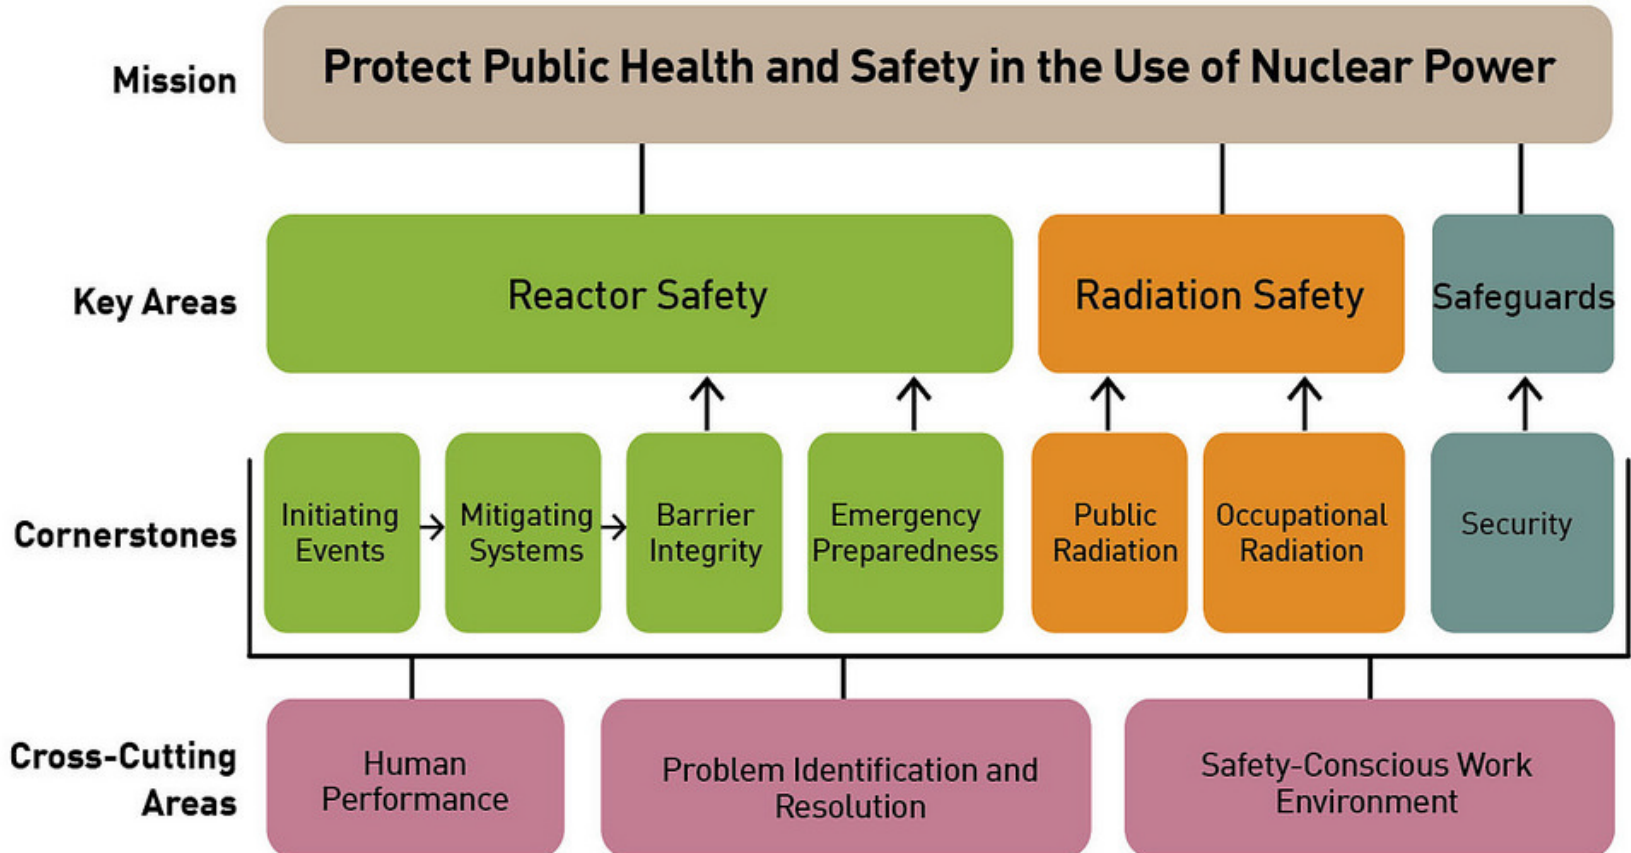 Mission
Protect Public Health and Safety in the Use of Nuclear Power
Key Areas
Reactor Safety
Radiation Safety
Safeguards
Cornerstones
Initiating
Events
Mitigating
Systems
Barrier
Integrity
Emergency
Preparedness
Public
Radiation
Occupational
Radiation
Security
Cross-Cutting
Areas
Human
Performance
Problem Identification and
Resolution
Safety-Conscious Work
Environment